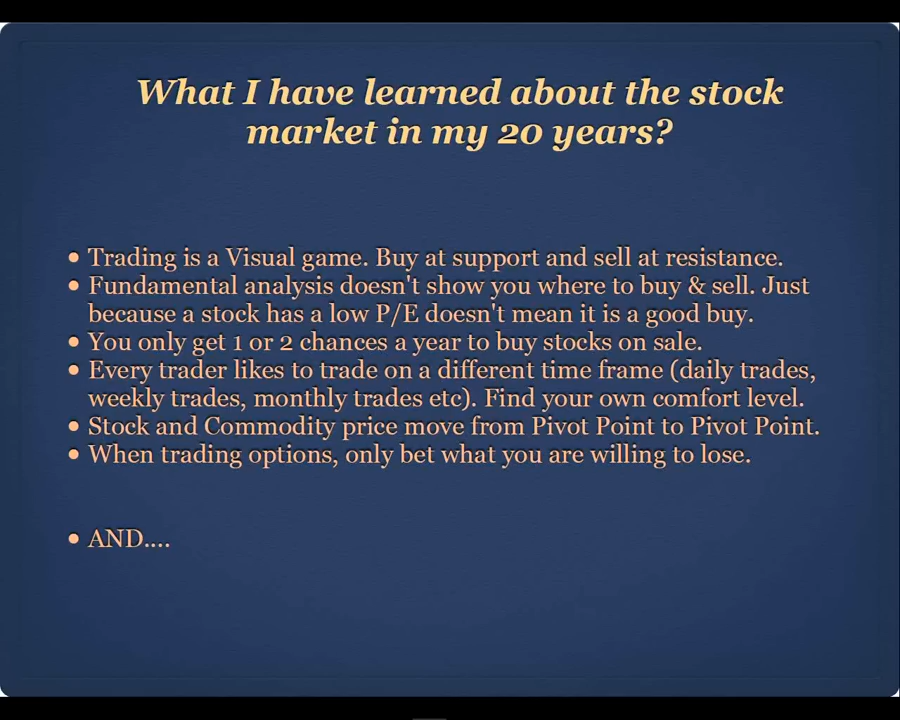 What I have learned about the stock
market in my 20 years?
• Trading is a Visual game. Buy at support and sell at resistance.
• Fundamental analysis doesn't show you where to buy & sell. Just
because a stock has a low P/E doesn't mean it is a good buy.
• You only get 1 or 2 chances a year to buy stocks on sale.
• Every trader likes to trade on a different time frame (daily trades,
weekly trades, monthly trades etc). Find your own comfort level.
• Stock and Commodity price move from Pivot Point to Pivot Point.
• When trading options, only bet what you are willing to lose.
• AND....